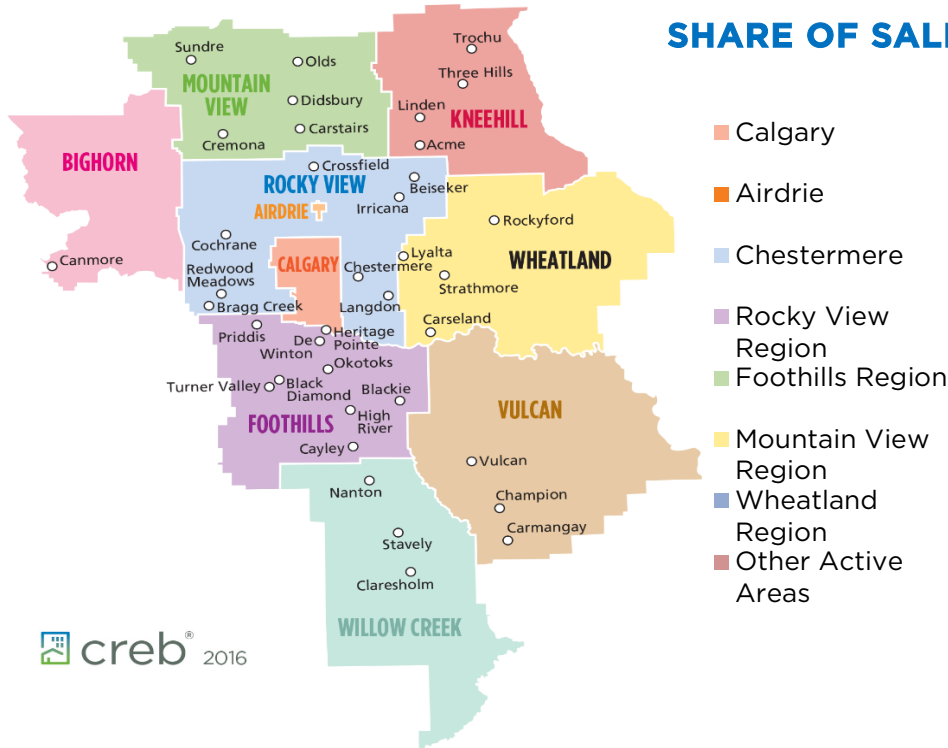 SHARE OF SAL
Sundre
Olds
MOUNTAIN
VIEW
Didsbury
Carstairs
Cremona
Trochu
Three Hills
Linden
KNEEHILL
Acme
BIGHORN
Canmore
Crossfield
ROCKY VIEW
Beiseker
Irricana
AIRDRIE
Cochrane
CALGARY
Chestermere
Redwood
Meadows
Bragg Creek
Langdon
Rockyford
Lyalta
WHEATLAND
Strathmore
Carseland
Priddis
De
Winton
Heritage
Pointe
Okotoks
Turner Valley
Black
Diamond
Blackie
FOOTHILLS
High
River
Cayley
VULCAN
Vulcan
Champion
Carmangay
Nanton
Stavely
Claresholm
WILLOW CREEK
creb® 2016
Calgary
Airdrie
Chestermere
Rocky View
Region
Foothills Region
Mountain View
Region
Wheatland
Region
Other Active
Areas